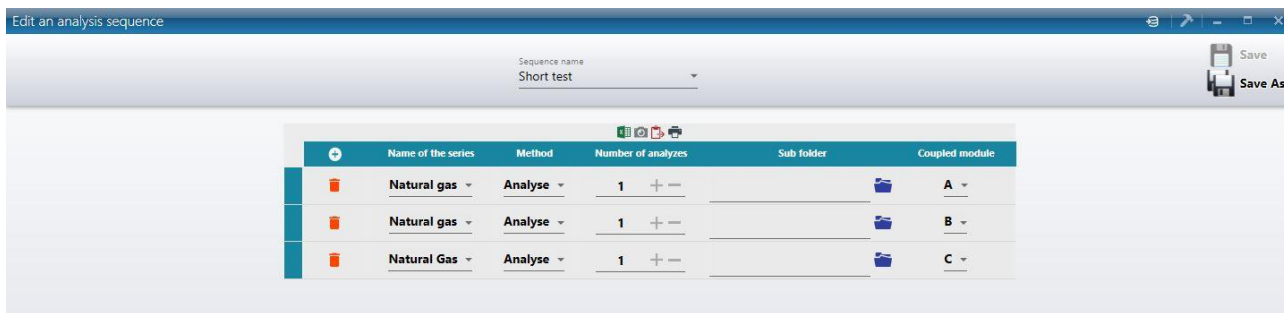 Edit an analysis sequence
Sequence name
Short test
Save
Save As
Name of the series Method Number of analyzes Sub folder Coupled module
Natural gas Analyse 1 A
Natural gas Analyse 1 B
Natural Gas Analyse 1 C